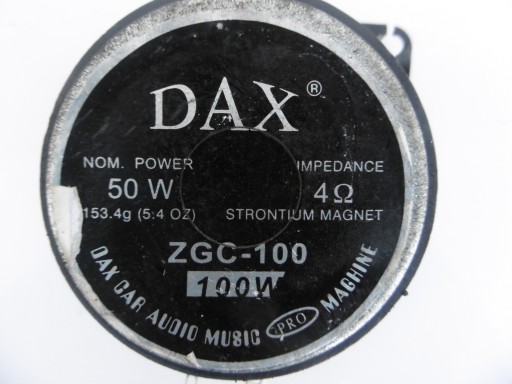 DAX®
NOM. POWER
50 W
153.4g (5.4 OZ)
IMPEDANCE
4Ω
STRONTIUM MAGNET
ZGC-100
100W
DAX CAR AUDIO MUSIC PRO MACHINE